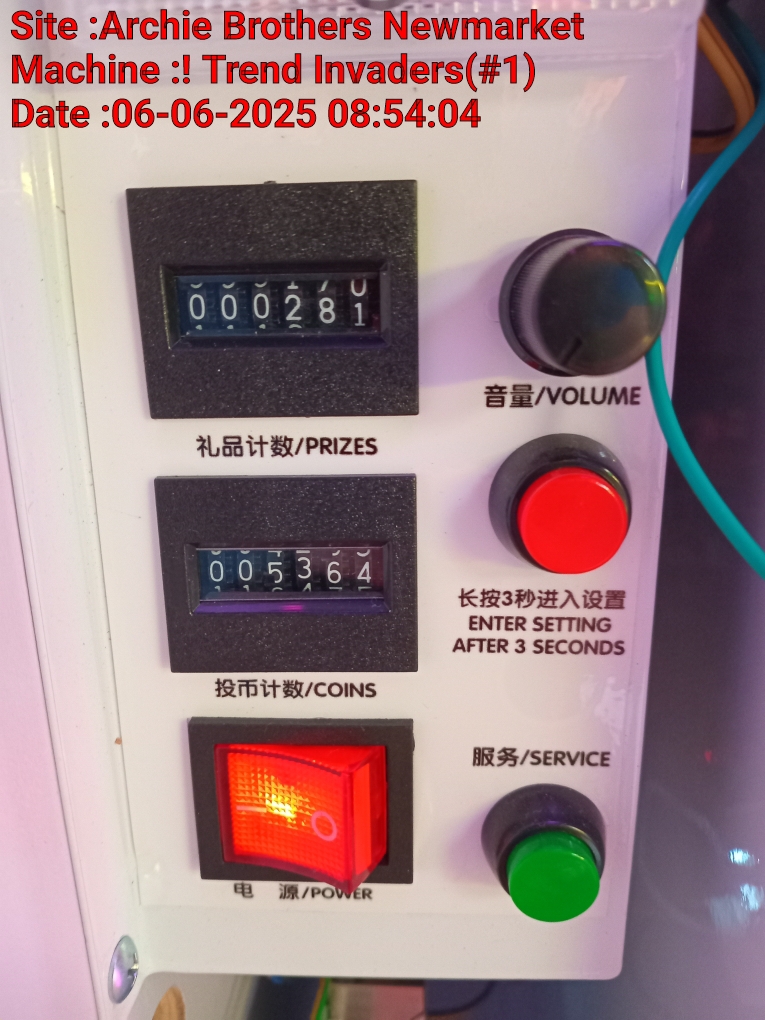 Site :Archie Brothers Newmarket
Machine :! Trend Invaders(#1)
Date :06-06-2025 08:54:04
000281
音量/VOLUME
礼品计数/PRIZES
005364
长按3秒进入设置
ENTER SETTING
AFTER 3 SECONDS
投币计数/COINS
服务/SERVICE
电 源/POWER